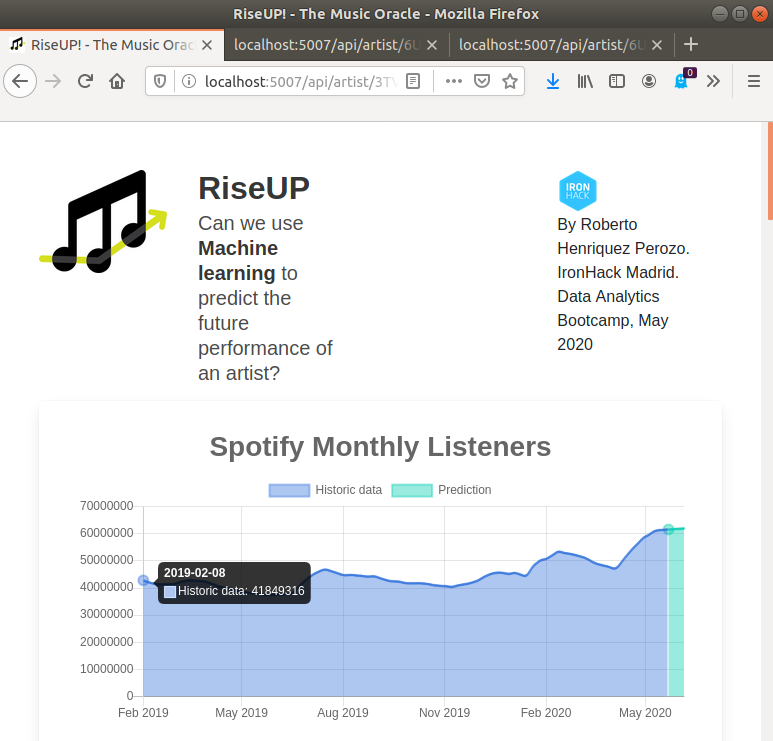 RiseUP! - The Music Oracle - Mozilla Firefox
RiseUP! - The Music Orac
localhost:5007/api/artist/6U
localhost:5007/api/artist/6U
localhost:5007/api/artist/3TV
0
RiseUP
Can we use
Machine
learning to
predict the
future
performance of
an artist?
IRON
HACK
By Roberto
Henriquez Perozo.
IronHack Madrid.
Data Analytics
Bootcamp, May
2020
Spotify Monthly Listeners
Historic data
Prediction
70000000
60000000
50000000
40000000
30000000
20000000
10000000
0
2019-02-08
Historic data: 41849316
Feb 2019
May 2019
Aug 2019
Nov 2019
Feb 2020
May 2020